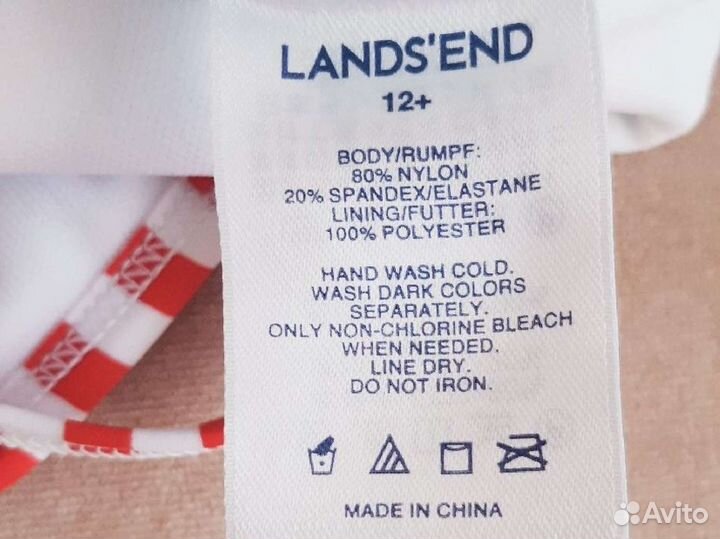 LANDS'END
12+
BODY/RUMPF:
80% NYLON
20% SPANDEX/ELASTANE
LINING/FUTTER:
100% POLYESTER
HAND WASH COLD.
WASH DARK COLORS
SEPARATELY.
ONLY NON-CHLORINE BLEACH
WHEN NEEDED.
LINE DRY.
DO NOT IRON.
MADE IN CHINA
Avito